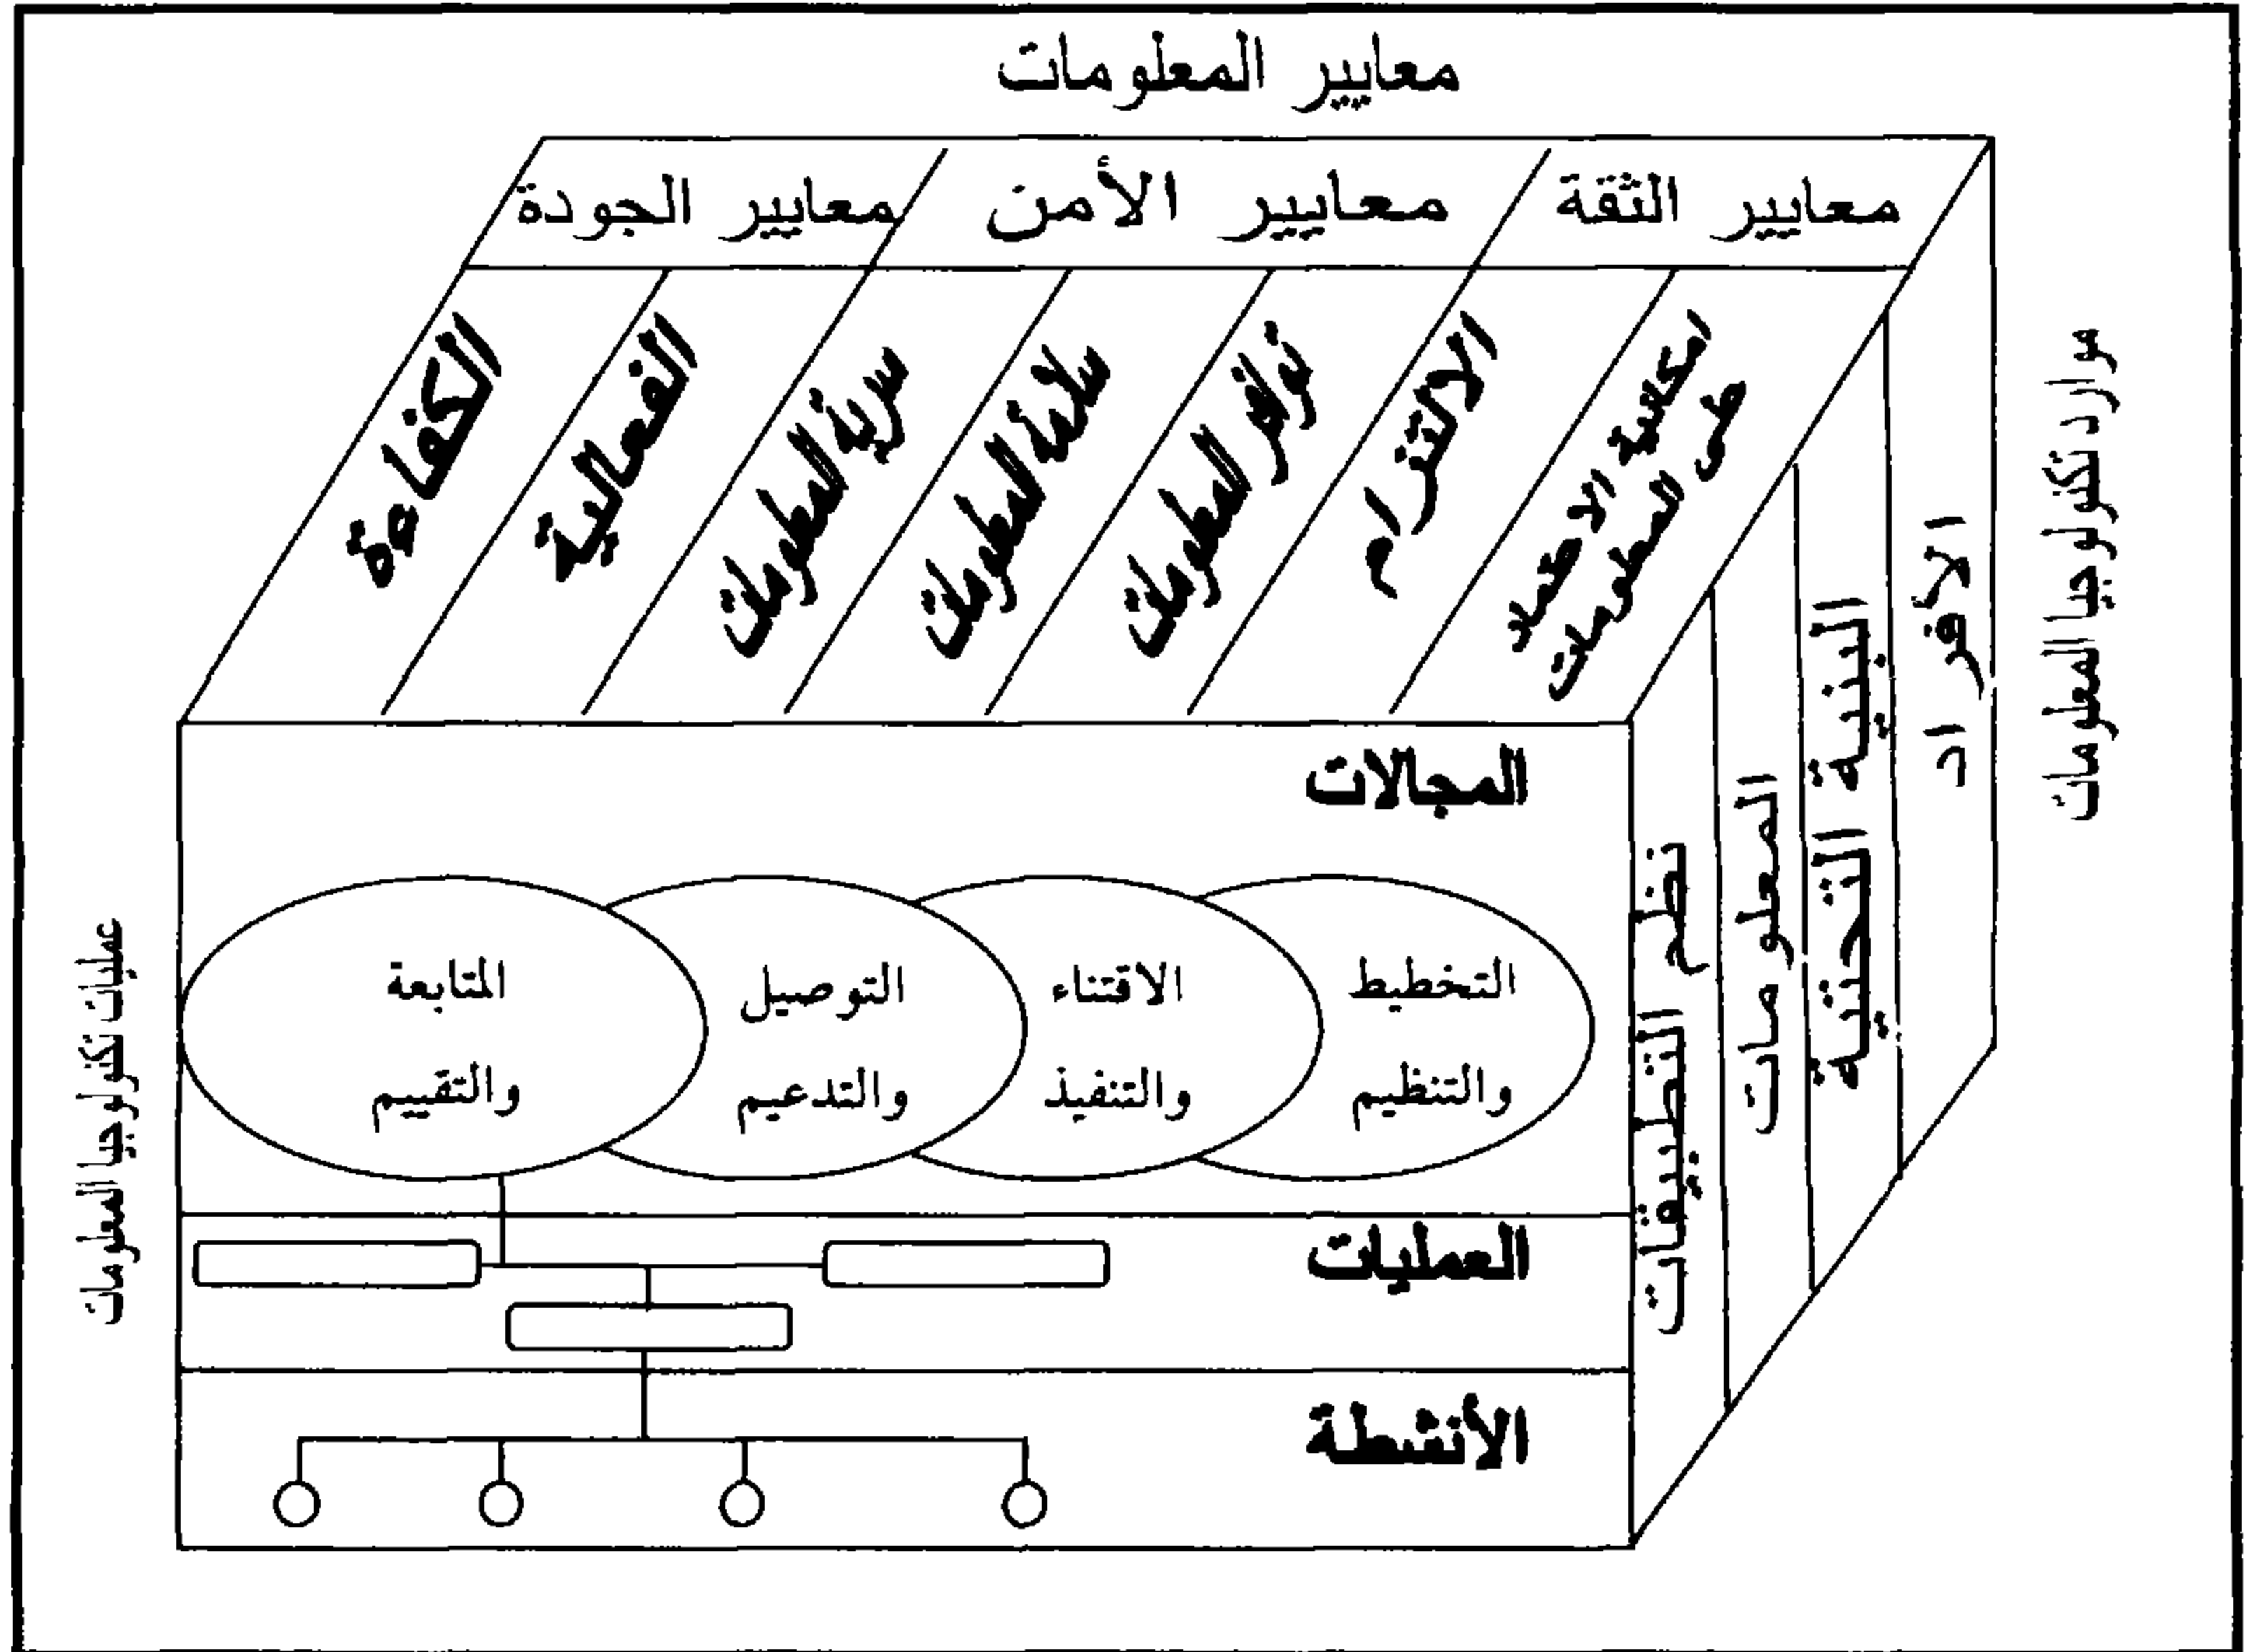 معايير المعلومات
معايير الثقة
معايير الأمن
معايير الجودة
الاعتماد
على المعلومات
الالتزام
توافر المعلومات
سلامة المعلومات
سرية المعلومات
الفعالية
الكفاءة
موارد تكنولوجيا المعلومات
الأفراد
البنية التحتية
المعلومات
نظم التطبيقات
المجالات
التخطيط
والتنظيم
الاقتناء
والتنفيذ
التوصيل
والتدعيم
المتابعة
والتقييم
العمليات
الأنشطة
عمليات تكنولوجيا المعلومات